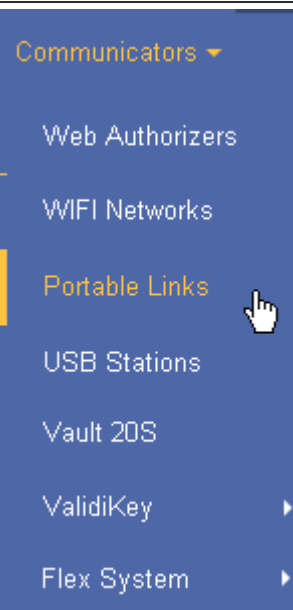 Communicators
Web Authorizers
WIFI Networks
Portable Links
USB Stations
Vault 20S
ValidiKey
Flex System